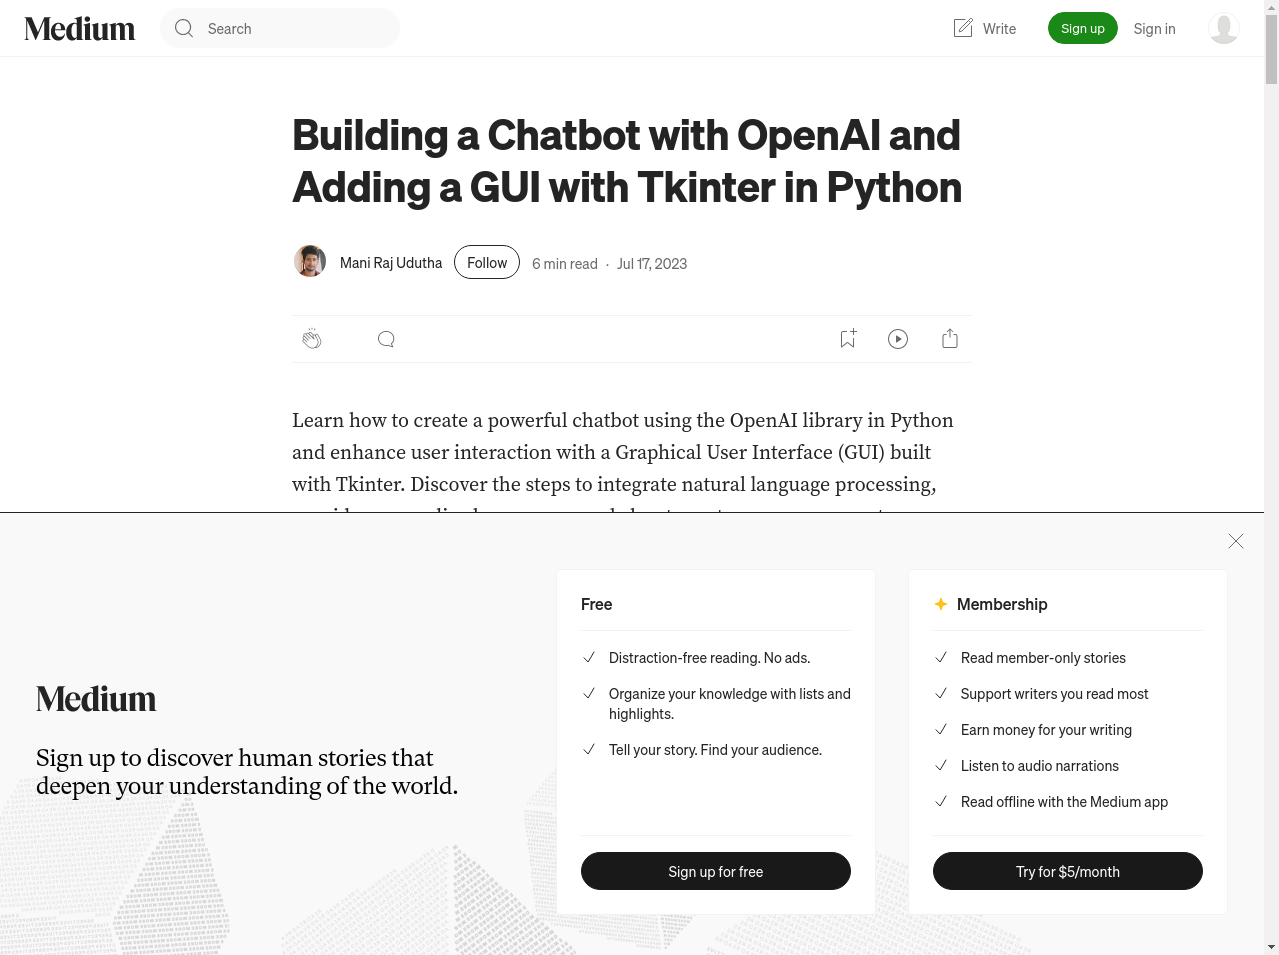 Medium
Search
Write
Sign up
Sign in
Building a Chatbot with OpenAI and
Adding a GUI with Tkinter in Python
Mani Raj Udutha
Follow
6 min read · Jul 17, 2023
Learn how to create a powerful chatbot using the OpenAI library in Python
and enhance user interaction with a Graphical User Interface (GUI) built
with Tkinter. Discover the steps to integrate natural language processing,
Medium
Sign up to discover human stories that
deepen your understanding of the world.
Free
Distraction-free reading. No ads.
Organize your knowledge with lists and
highlights.
Tell your story. Find your audience.
Sign up for free
Membership
Read member-only stories
Support writers you read most
Earn money for your writing
Listen to audio narrations
Read offline with the Medium app
Try for $5/month